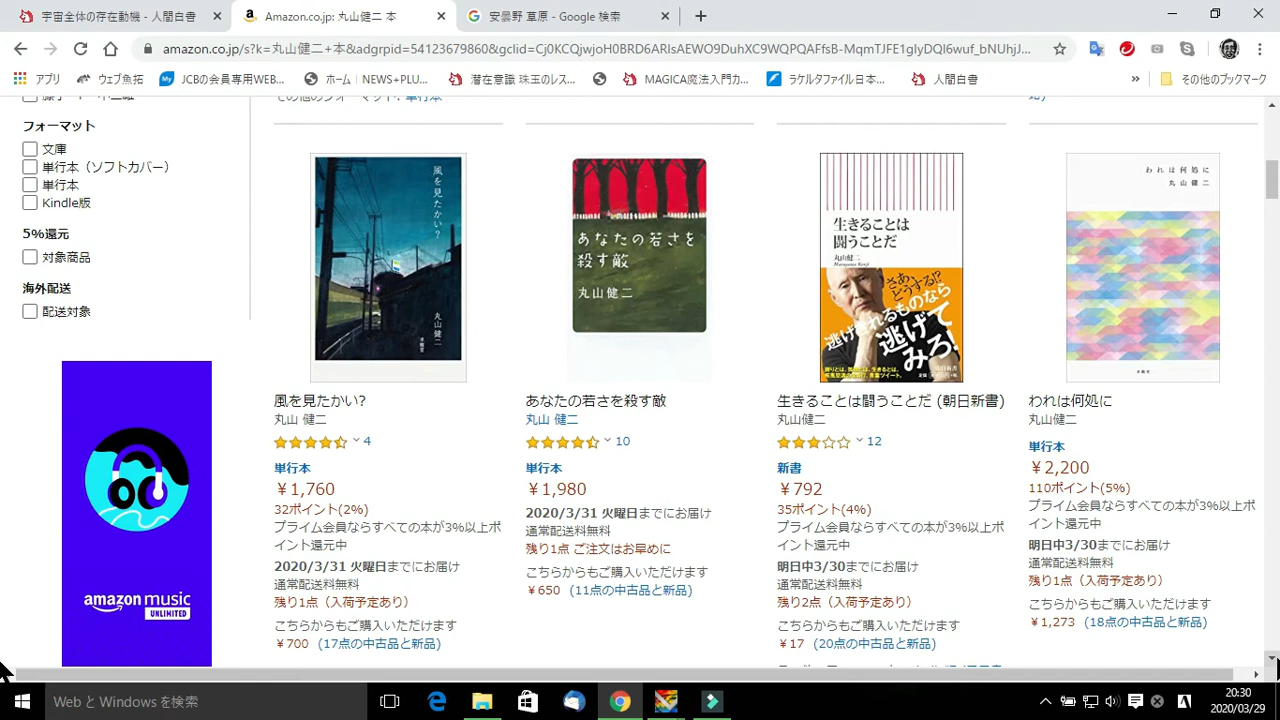 宇宙全体の存在動機 - 人間白書
Amazon.co.jp: 丸山健二 本
安曇野 草原 - Google 検索
amazon.co.jp/s?k=丸山健二+本&adgrpid=54123679860&gclid=Cj0KCQjwjoH0BRD6ARIsAEWO9DuhXC9WQPQAFfsB-MqmTJFE1glyDQI6wuf_bNUhJ...
アプリ
ウェブ魚拓
JCBの会員専用WEB...
ホーム | NEWS+PLU...
潜在意識 珠玉のレス...
MAGICA魔法入門カ...
ラケルタファイル日本...
人間白書
その他のブックマーク
フォーマット
文庫
単行本（ソフトカバー）
単行本
Kindle版
5%還元
対象商品
海外配送
配送対象
amazon music
UNLIMITED
風を見たかい?
丸山健二
求龍堂
風を見たかい?
丸山 健二
4
単行本
￥1,760
32ポイント(2%)
プライム会員ならすべての本が3%以上ポ
イント還元中
2020/3/31 火曜日までにお届け
通常配送料無料
残り1点（入荷予定あり）
こちらからもご購入いただけます
￥700 (17点の中古品と新品)
あなたの若さを
殺す敵
丸山健二
あなたの若さを殺す敵
丸山 健二
10
単行本
￥1,980
2020/3/31 火曜日までにお届け
通常配送料無料
残り1点 ご注文はお早めに
こちらからもご購入いただけます
￥650 (11点の中古品と新品)
生きることは
闘うことだ
丸山健二
Maruyama Kenji
さあ、
どうする!?
逃げきれるものなら
逃げて
みろ!
生きることは闘うことだ (朝日新書)
丸山健二
12
新書
￥792
35ポイント(4%)
プライム会員ならすべての本が3%以上ポ
イント還元中
明日中3/30までにお届け
通常配送料無料
残り2点（入荷予定あり）
こちらからもご購入いただけます
￥17 (20点の中古品と新品)
われは何処に
丸山健二
求龍堂
われは何処に
丸山健二
単行本
￥2,200
110ポイント(5%)
プライム会員ならすべての本が3%以上ポ
イント還元中
明日中3/30までにお届け
通常配送料無料
残り1点（入荷予定あり）
こちらからもご購入いただけます
￥1,273 (18点の中古品と新品)
Web と Windows を検索
20:30
2020/03/29